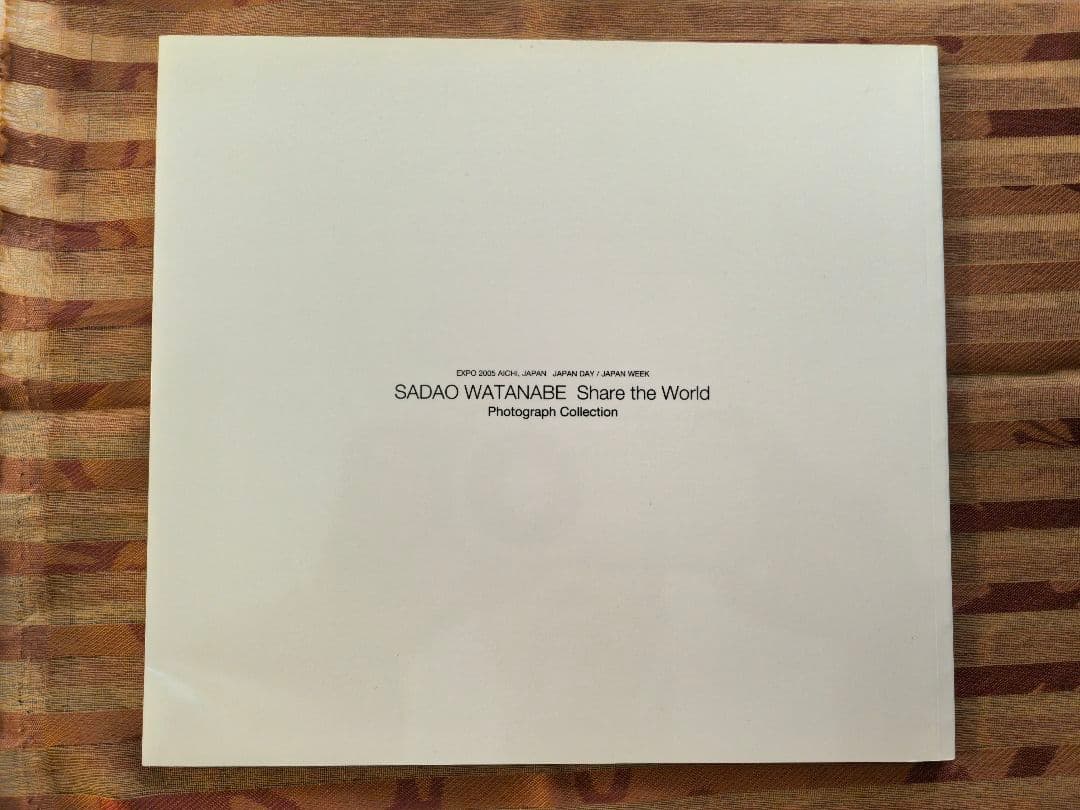 EXPO 2005 AICHI, JAPAN JAPAN DAY / JAPAN WEEK
SADAO WATANABE Share the World
Photograph Collection